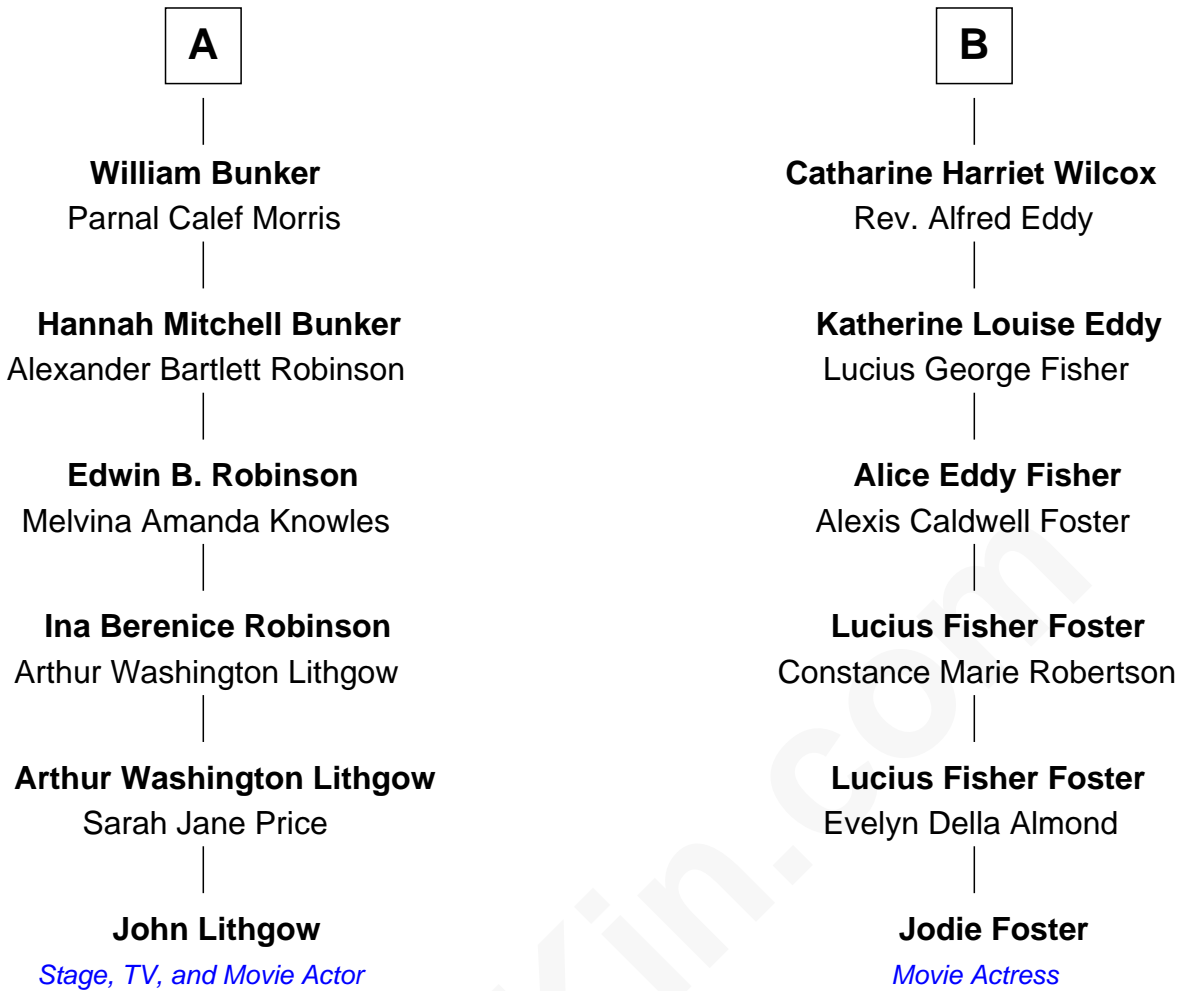 A
William Bunker
Parnal Calef Morris
Hannah Mitchell Bunker
Alexander Bartlett Robinson
Edwin B. Robinson
Melvina Amanda Knowles
Ina Berenice Robinson
Arthur Washington Lithgow
Arthur Washington Lithgow
Sarah Jane Price
John Lithgow
Stage, TV, and Movie Actor
B
Catharine Harriet Wilcox
Rev. Alfred Eddy
Katherine Louise Eddy
Lucius George Fisher
Alice Eddy Fisher
Alexis Caldwell Foster
Lucius Fisher Foster
Constance Marie Robertson
Lucius Fisher Foster
Evelyn Della Almond
Jodie Foster
Movie Actress